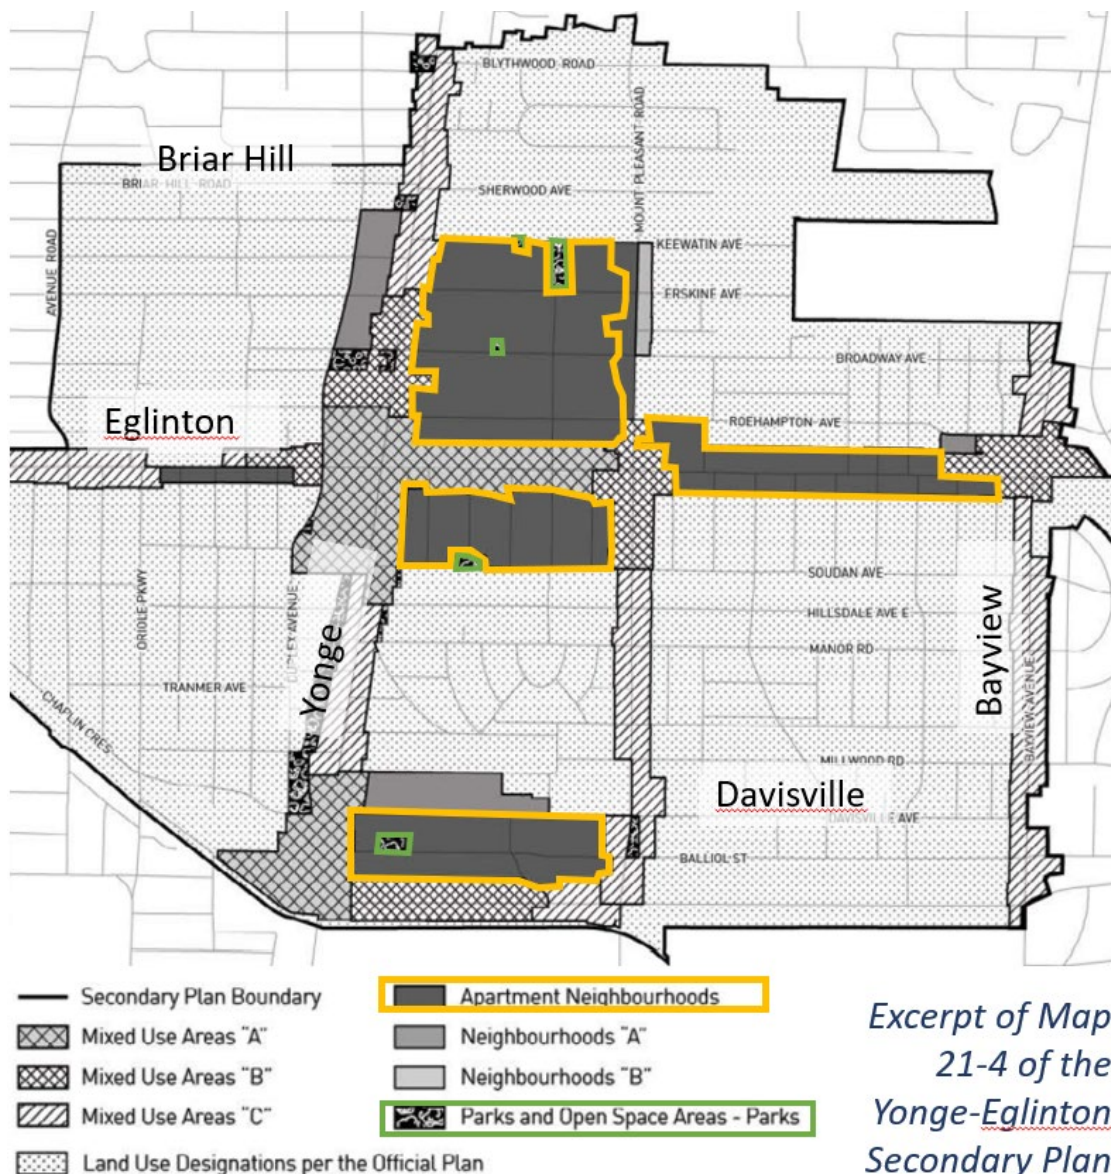 BLYTHWOOD ROAD
MOUNT PLEASANT ROAD
Briar Hill
BRIAR HILL ROAD
SHERWOOD AVE
AVENUE ROAD
KEEWATIN AVE
ERSKINE AVE
BROADWAY AVE
Eglinton
ROEHAMPTON AVE
SOUDAN AVE
ORIOLE PKWY
HILLSDALE AVE E
Yonge
MANOR RD
Bayview
TRANMER AVE
CHAPLIN CRES
BAYVIEW AVENUE
MILLWOOD RD
Davisville
DAVISVILLE AVE
BALLIOL ST
Secondary Plan Boundary
Mixed Use Areas "A"
Mixed Use Areas "B"
Mixed Use Areas "C"
Land Use Designations per the Official Plan
Apartment Neighbourhoods
Neighbourhoods "A"
Neighbourhoods "B"
Parks and Open Space Areas - Parks
Excerpt of Map
21-4 of the
Yonge-Eglinton
Secondary Plan